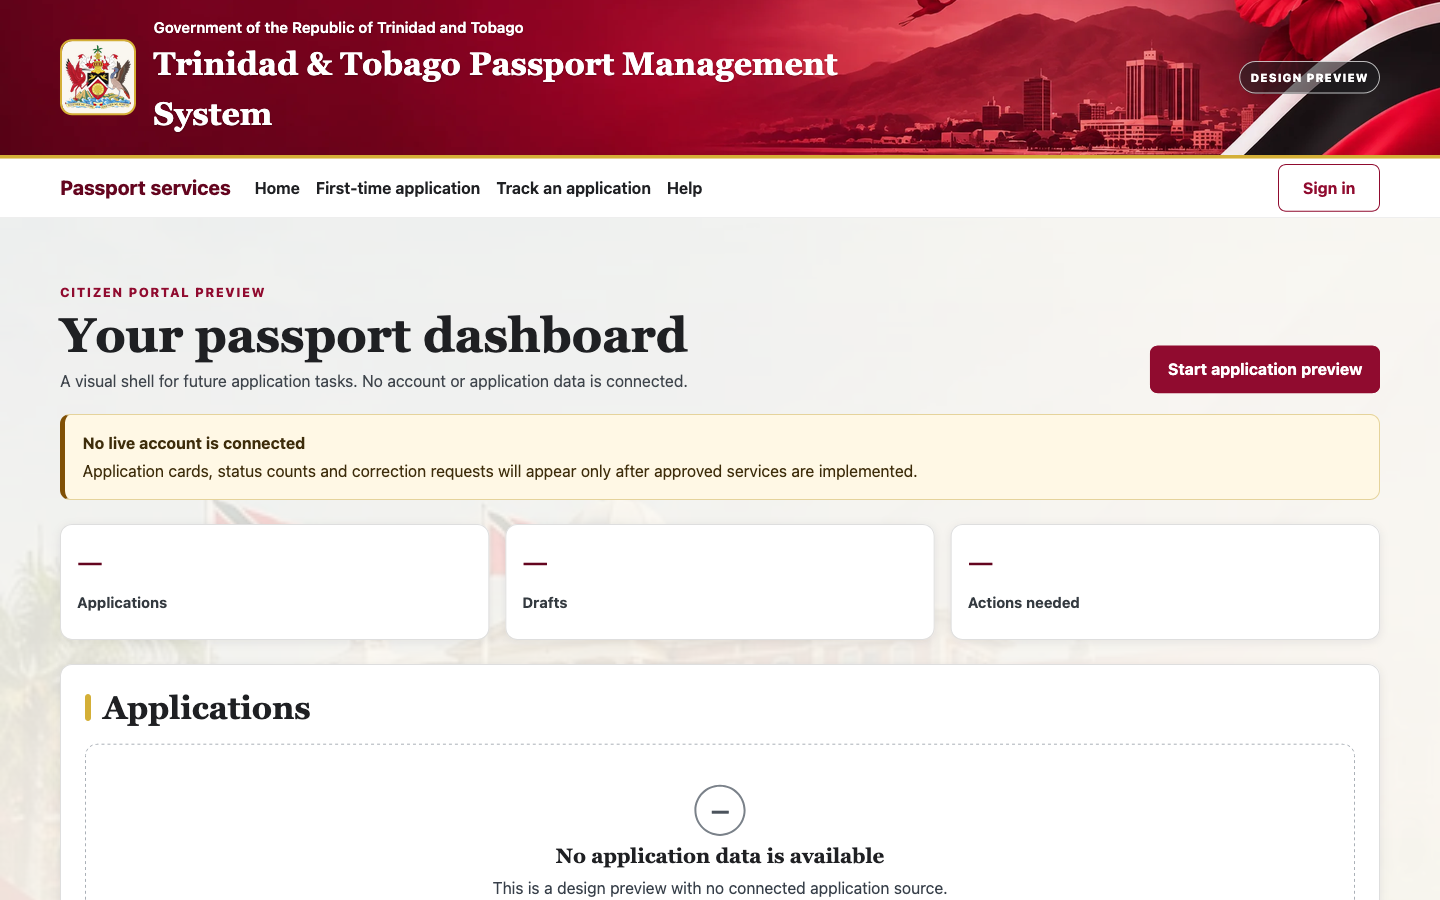 Government of the Republic of Trinidad and Tobago
Trinidad & Tobago Passport Management
System
DESIGN PREVIEW
Passport services Home First-time application Track an application Help Sign in
CITIZEN PORTAL PREVIEW
Your passport dashboard
A visual shell for future application tasks. No account or application data is connected.
Start application preview
No live account is connected
Application cards, status counts and correction requests will appear only after approved services are implemented.
—
Applications
—
Drafts
—
Actions needed
Applications
No application data is available
This is a design preview with no connected application source.